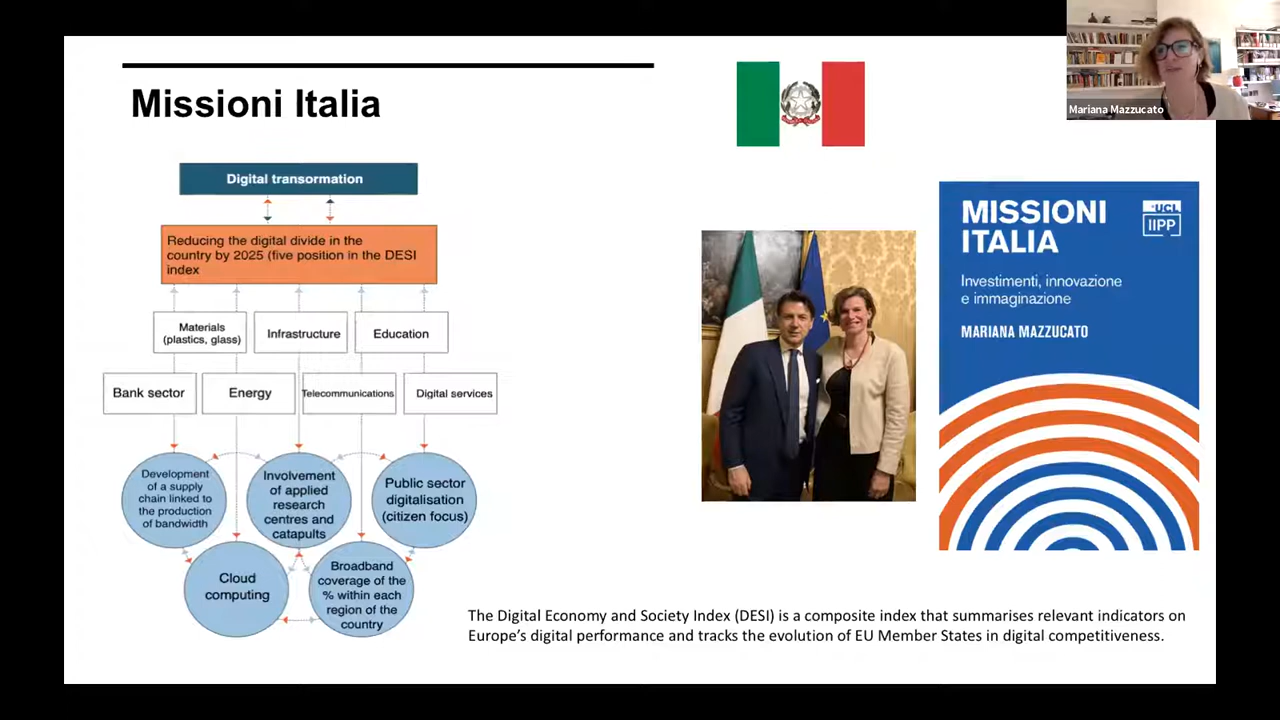 Missioni Italia
Mariana Mazzucato
Digital transormation
Reducing the digital divide in the
country by 2025 (five position in the DESI
index
Materials
(plastics, glass)
Infrastructure
Education
Bank sector
Energy
Telecommunications
Digital services
Development
of a supply
chain linked to
the production
of bandwidth
Involvement
of applied
research
centres and
catapults
Public sector
digitalisation
(citizen focus)
Cloud
computing
Broadband
coverage of the
% within each
region of the
country
MISSIONI
ITALIA
UCL
IIPP
Investimenti, innovazione
e immaginazione
MARIANA MAZZUCATO
The Digital Economy and Society Index (DESI) is a composite index that summarises relevant indicators on
Europe’s digital performance and tracks the evolution of EU Member States in digital competitiveness.